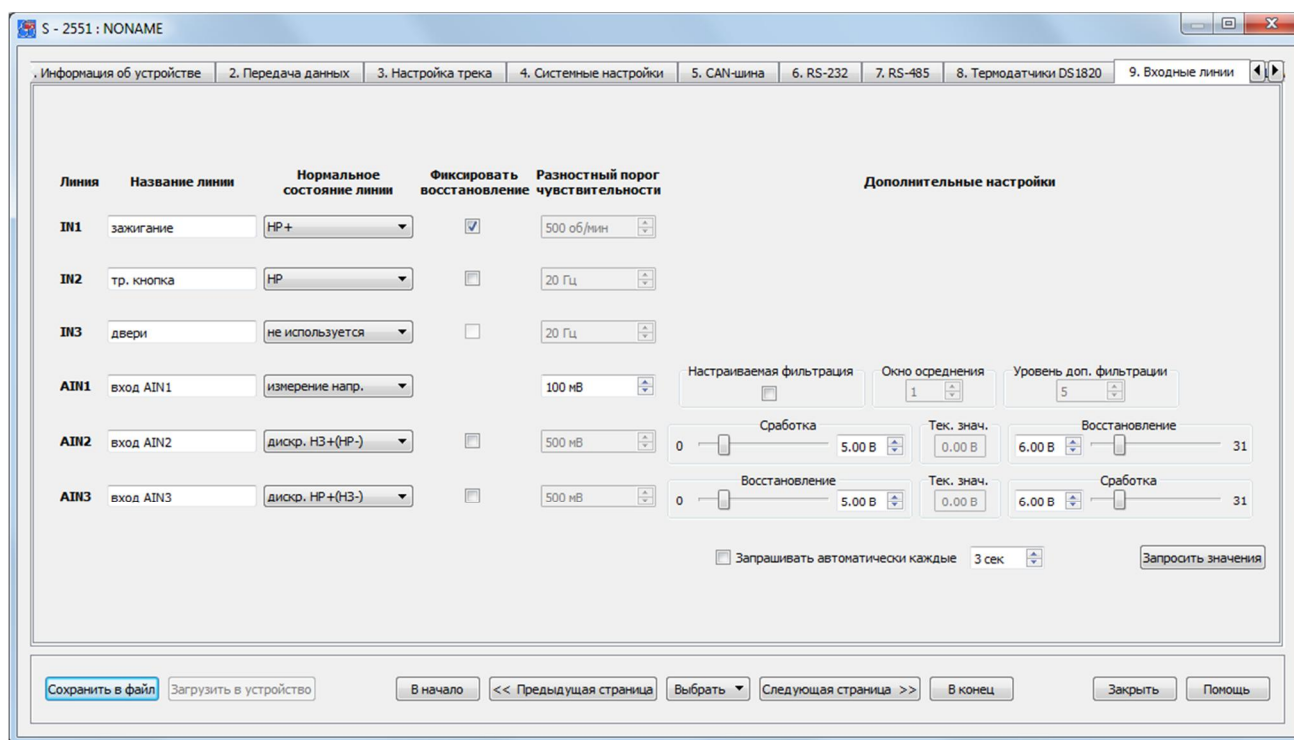 S - 2551 : NONAME
. Информация об устройстве 2. Передача данных 3. Настройка трека 4. Системные настройки 5. CAN-шина 6. RS-232 7. RS-485 8. Термодатчики DS1820 9. Входные линии
Линия Название линии Нормальное состояние линии Фиксировать восстановление Разностный порог чувствительности Дополнительные настройки
IN1 зажигание НР+ 500 об/мин
IN2 тр. кнопка НР 20 Гц
IN3 двери не используется 20 Гц
AIN1 вход AIN1 измерение напр. 100 мВ Настраиваемая фильтрация Окно осреднения 1 Уровень доп. фильтрации 5
AIN2 вход AIN2 дискр. НЗ+(НР-) 500 мВ Сработка 0 5.00 В Тек. знач. 0.00 В Восстановление 6.00 В 31
AIN3 вход AIN3 дискр. НР+(НЗ-) 500 мВ Восстановление 0 5.00 В Тек. знач. 0.00 В Сработка 6.00 В 31
Запрашивать автоматически каждые 3 сек Запросить значения
Сохранить в файл Загрузить в устройство В начало << Предыдущая страница Выбрать Следующая страница >> В конец Закрыть Помощь